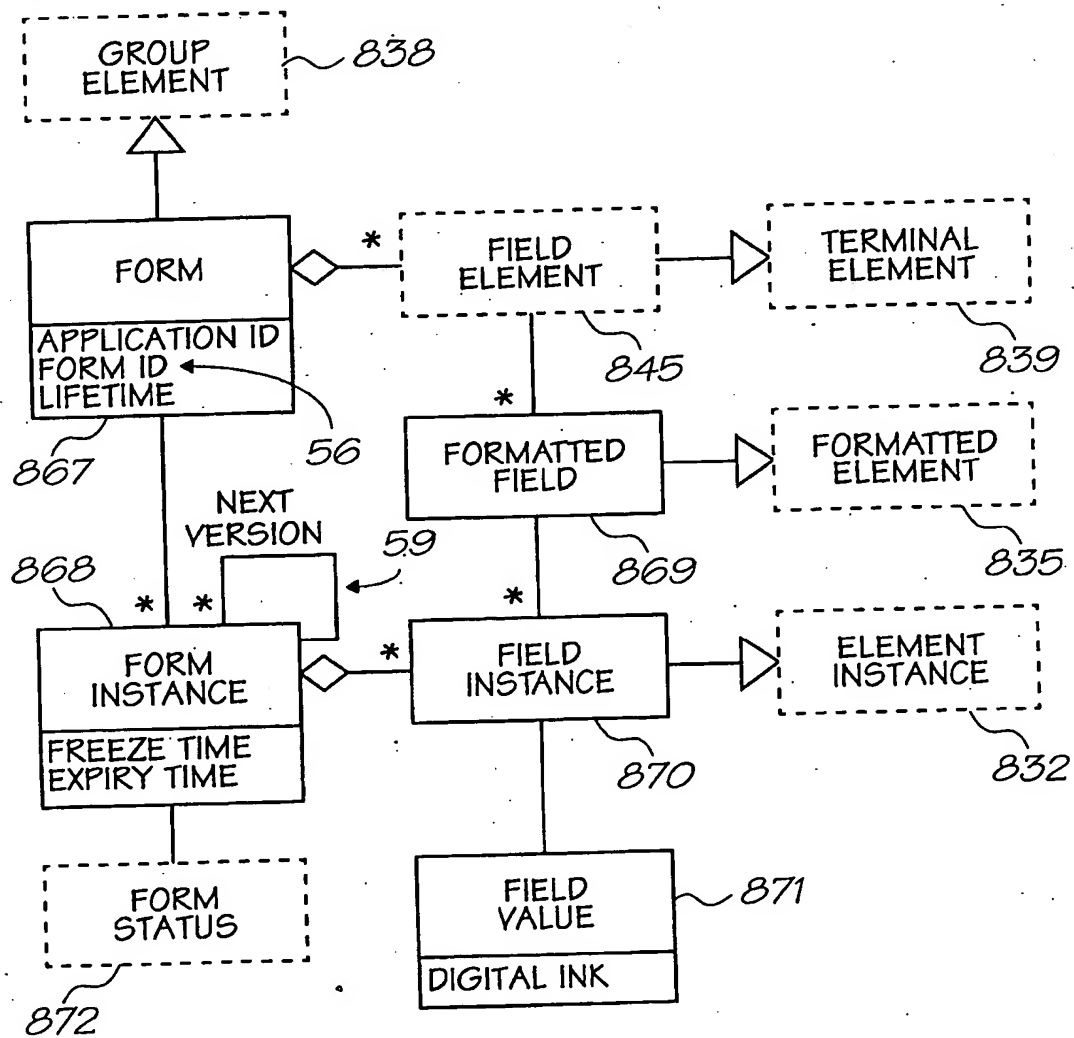 GROUP
ELEMENT
838
FORM
*
FIELD
ELEMENT
TERMINAL
ELEMENT
APPLICATION ID
FORM ID
LIFETIME
845
839
867
56
*
FORMATTED
FIELD
FORMATTED
ELEMENT
NEXT
VERSION
59
869
835
868
*
*
*
FORM
INSTANCE
*
FIELD
INSTANCE
ELEMENT
INSTANCE
FREEZE TIME
EXPIRY TIME
870
832
FORM
STATUS
FIELD
VALUE
871
DIGITAL INK
872